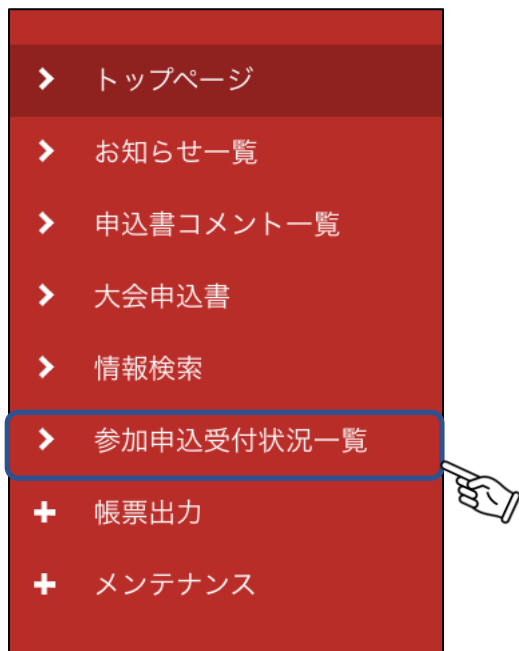 トップページ
お知らせ一覧
申込書コメント一覧
大会申込書
情報検索
参加申込受付状況一覧
帳票出力
メンテナンス